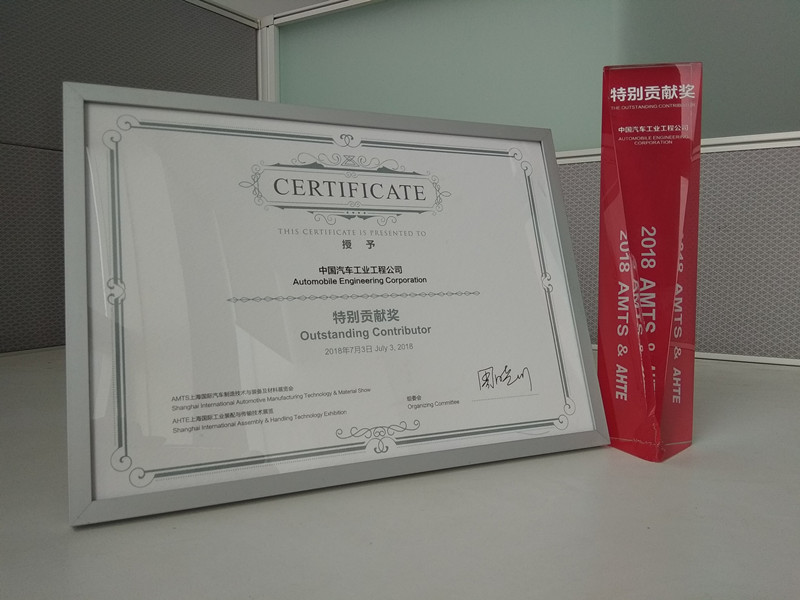 CERTIFICATE
THIS CERTIFICATE IS PRESENTED TO
授 予
中国汽车工业工程公司
Automobile Engineering Corporation
特别贡献奖
Outstanding Contributor
2018年7月3日 July 3, 2018
AMTS上海国际汽车制造技术与装备及材料展览会
Shanghai International Automotive Manufacturing Technology & Material Show
AHTE上海国际工业装配与传输技术展览
Shanghai International Assembly & Handling Technology Exhibition
组委会
Organizing Committee
特别贡献奖
THE OUTSTANDING CONTRIBUTOR
中国汽车工业工程公司
AUTOMOBILE ENGINEERING
CORPORATION
2018 AMTS & AHTE
2018 AMTS &
2018 AMTS & AHTE